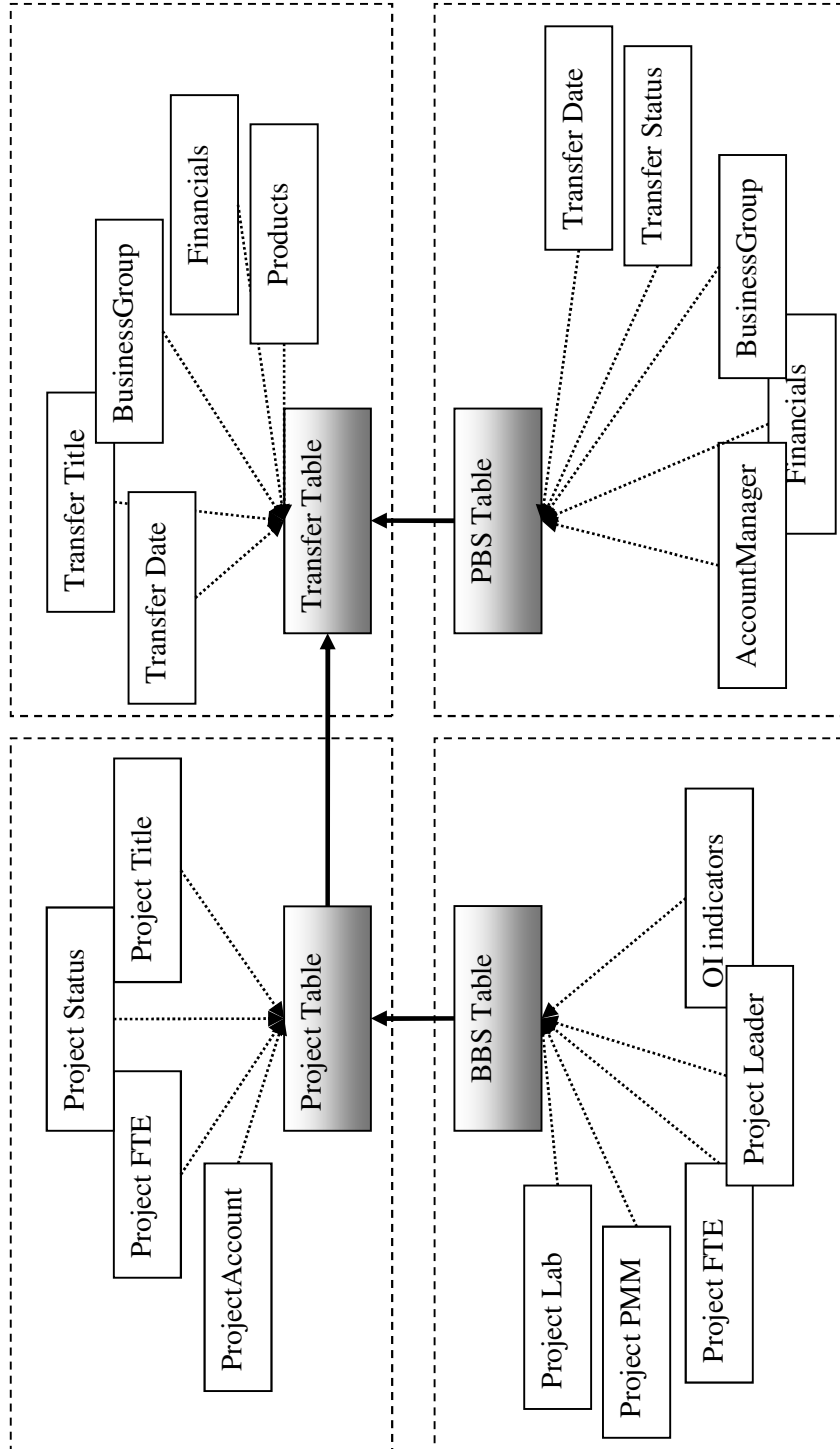 Project Status
Project Title
Project FTE
ProjectAccount
Project Table
Transfer Title
BusinessGroup
Transfer Date
Financials
Products
Transfer Table
BBS Table
Project Lab
Project PMM
Project FTE
OI indicators
Project Leader
PBS Table
Transfer Date
Transfer Status
BusinessGroup
AccountManager
Financials